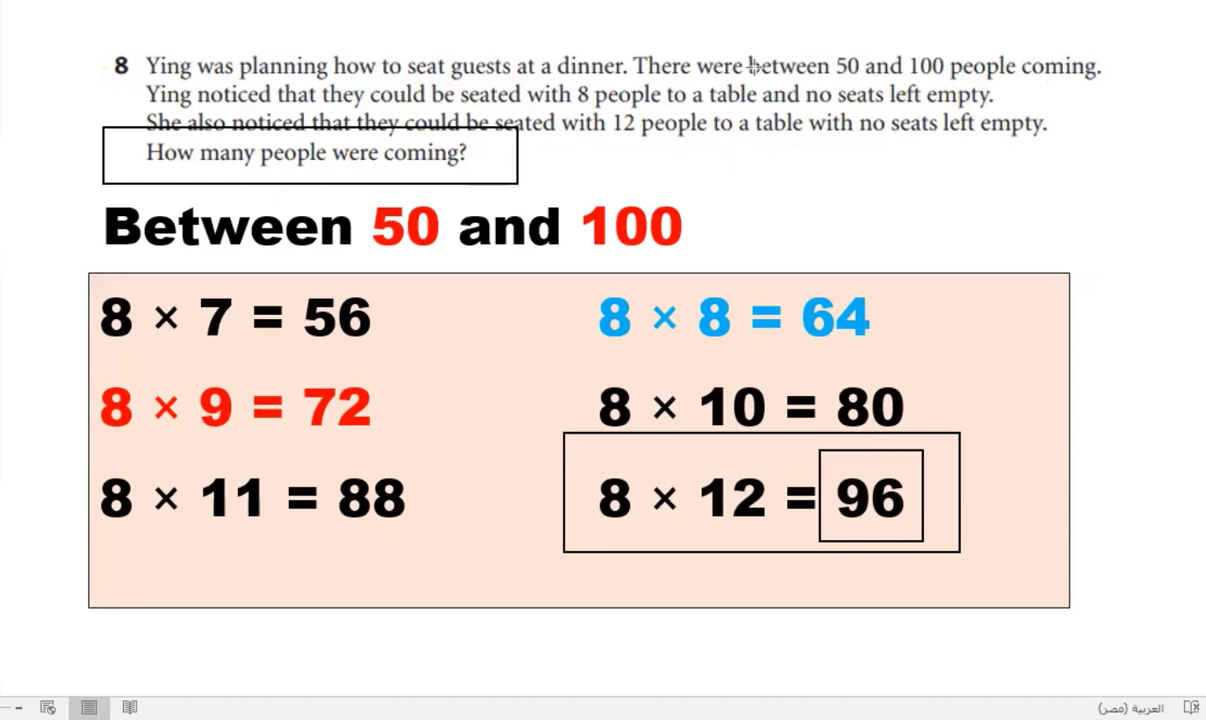 8 Ying was planning how to seat guests at a dinner. There were between 50 and 100 people coming.
Ying noticed that they could be seated with 8 people to a table and no seats left empty.
She also noticed that they could be seated with 12 people to a table with no seats left empty.
How many people were coming?
Between 50 and 100
8 × 7 = 56 8 × 8 = 64
8 × 9 = 72 8 × 10 = 80
8 × 11 = 88 8 × 12 = 96
العربية (مصر)